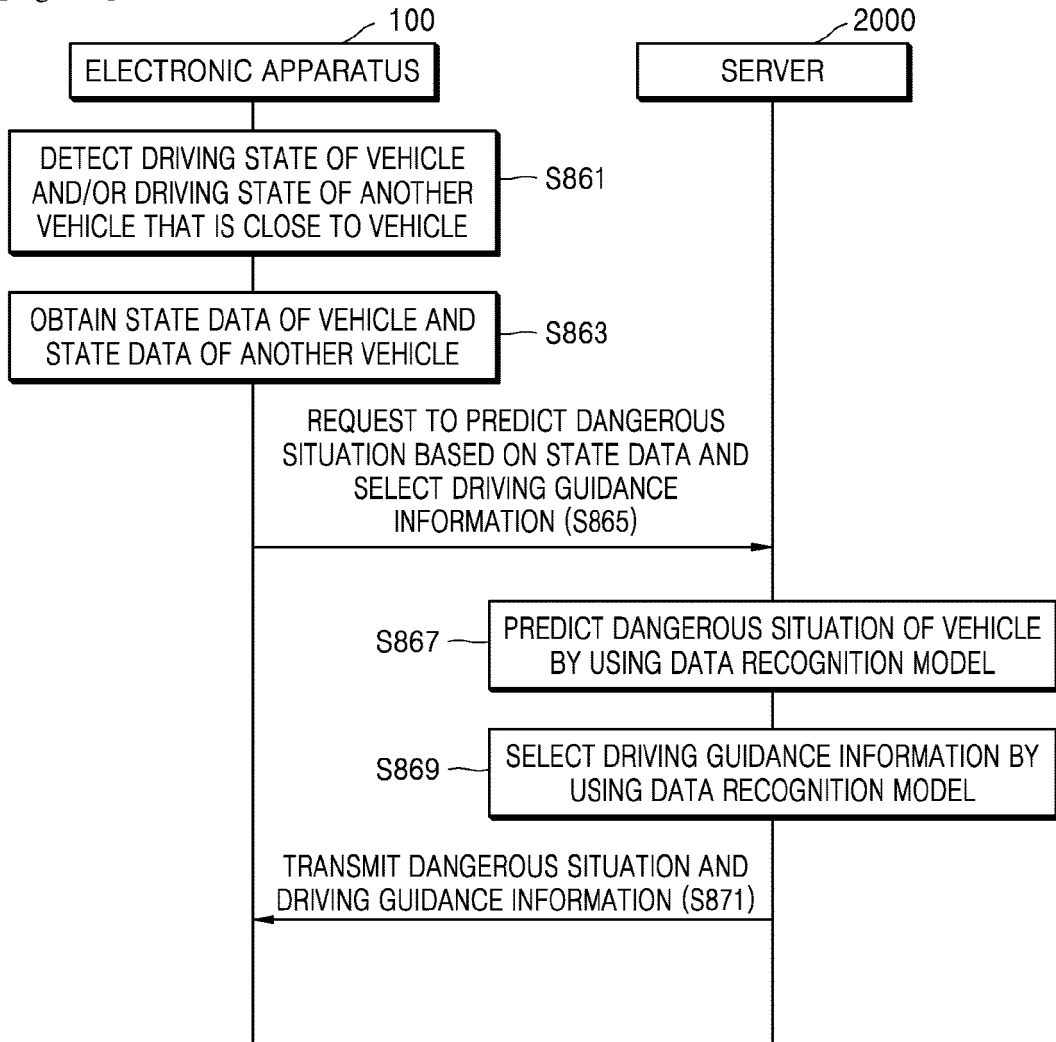 100
2000
ELECTRONIC APPARATUS
SERVER
DETECT DRIVING STATE OF VEHICLE
AND/OR DRIVING STATE OF ANOTHER
VEHICLE THAT IS CLOSE TO VEHICLE
S861
OBTAIN STATE DATA OF VEHICLE AND
STATE DATA OF ANOTHER VEHICLE
S863
REQUEST TO PREDICT DANGEROUS
SITUATION BASED ON STATE DATA AND
SELECT DRIVING GUIDANCE
INFORMATION (S865)
S867
PREDICT DANGEROUS SITUATION OF VEHICLE
BY USING DATA RECOGNITION MODEL
S869
SELECT DRIVING GUIDANCE INFORMATION BY
USING DATA RECOGNITION MODEL
TRANSMIT DANGEROUS SITUATION AND
DRIVING GUIDANCE INFORMATION (S871)